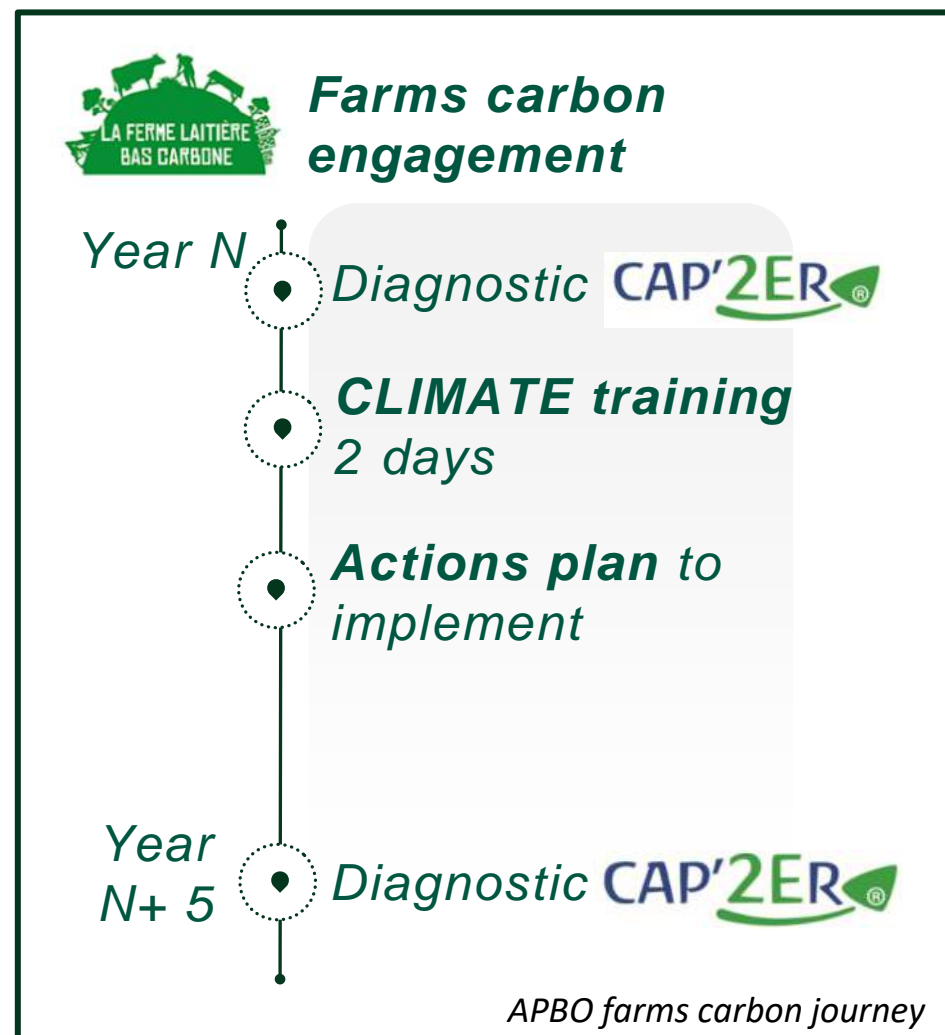 LA FERME LAITIÈRE
BAS CARBONE
Farms carbon
engagement
Year N
Diagnostic CAP'2ER®
CLIMATE training
2 days
Actions plan to
implement
Year
N+ 5
Diagnostic CAP'2ER®
APBO farms carbon journey